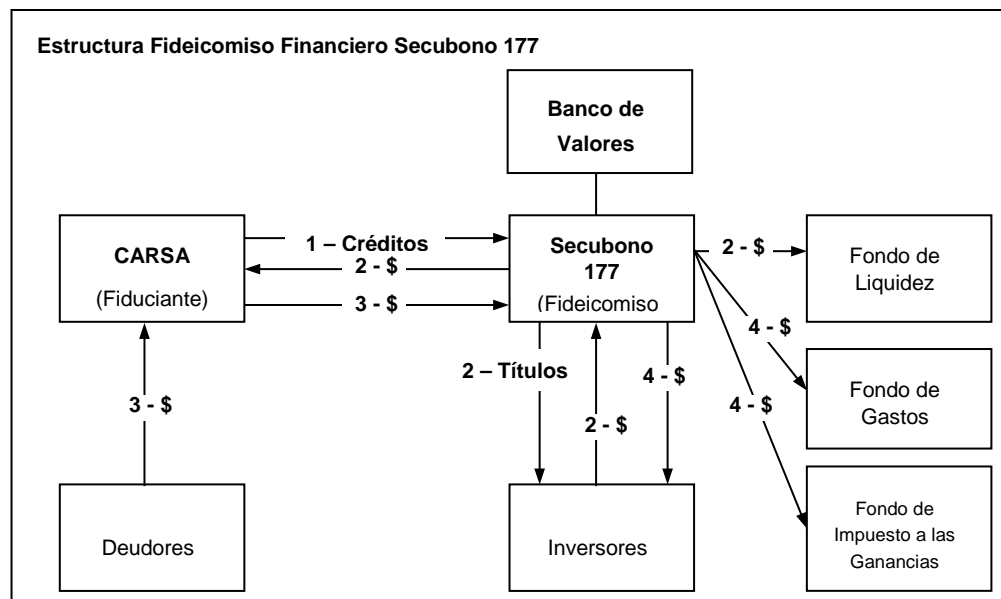 Estructura Fideicomiso Financiero Secubono 177
Banco de
Valores
CARSA
(Fiduciante)
1 – Créditos
2 - $
3 - $
Secubono
177
(Fideicomiso
2 - $
Fondo de
Liquidez
4 - $
Fondo de
Gastos
4 - $
Fondo de
Impuesto a las
Ganancias
3 - $
2 – Títulos
2 - $
4 - $
Deudores
Inversores